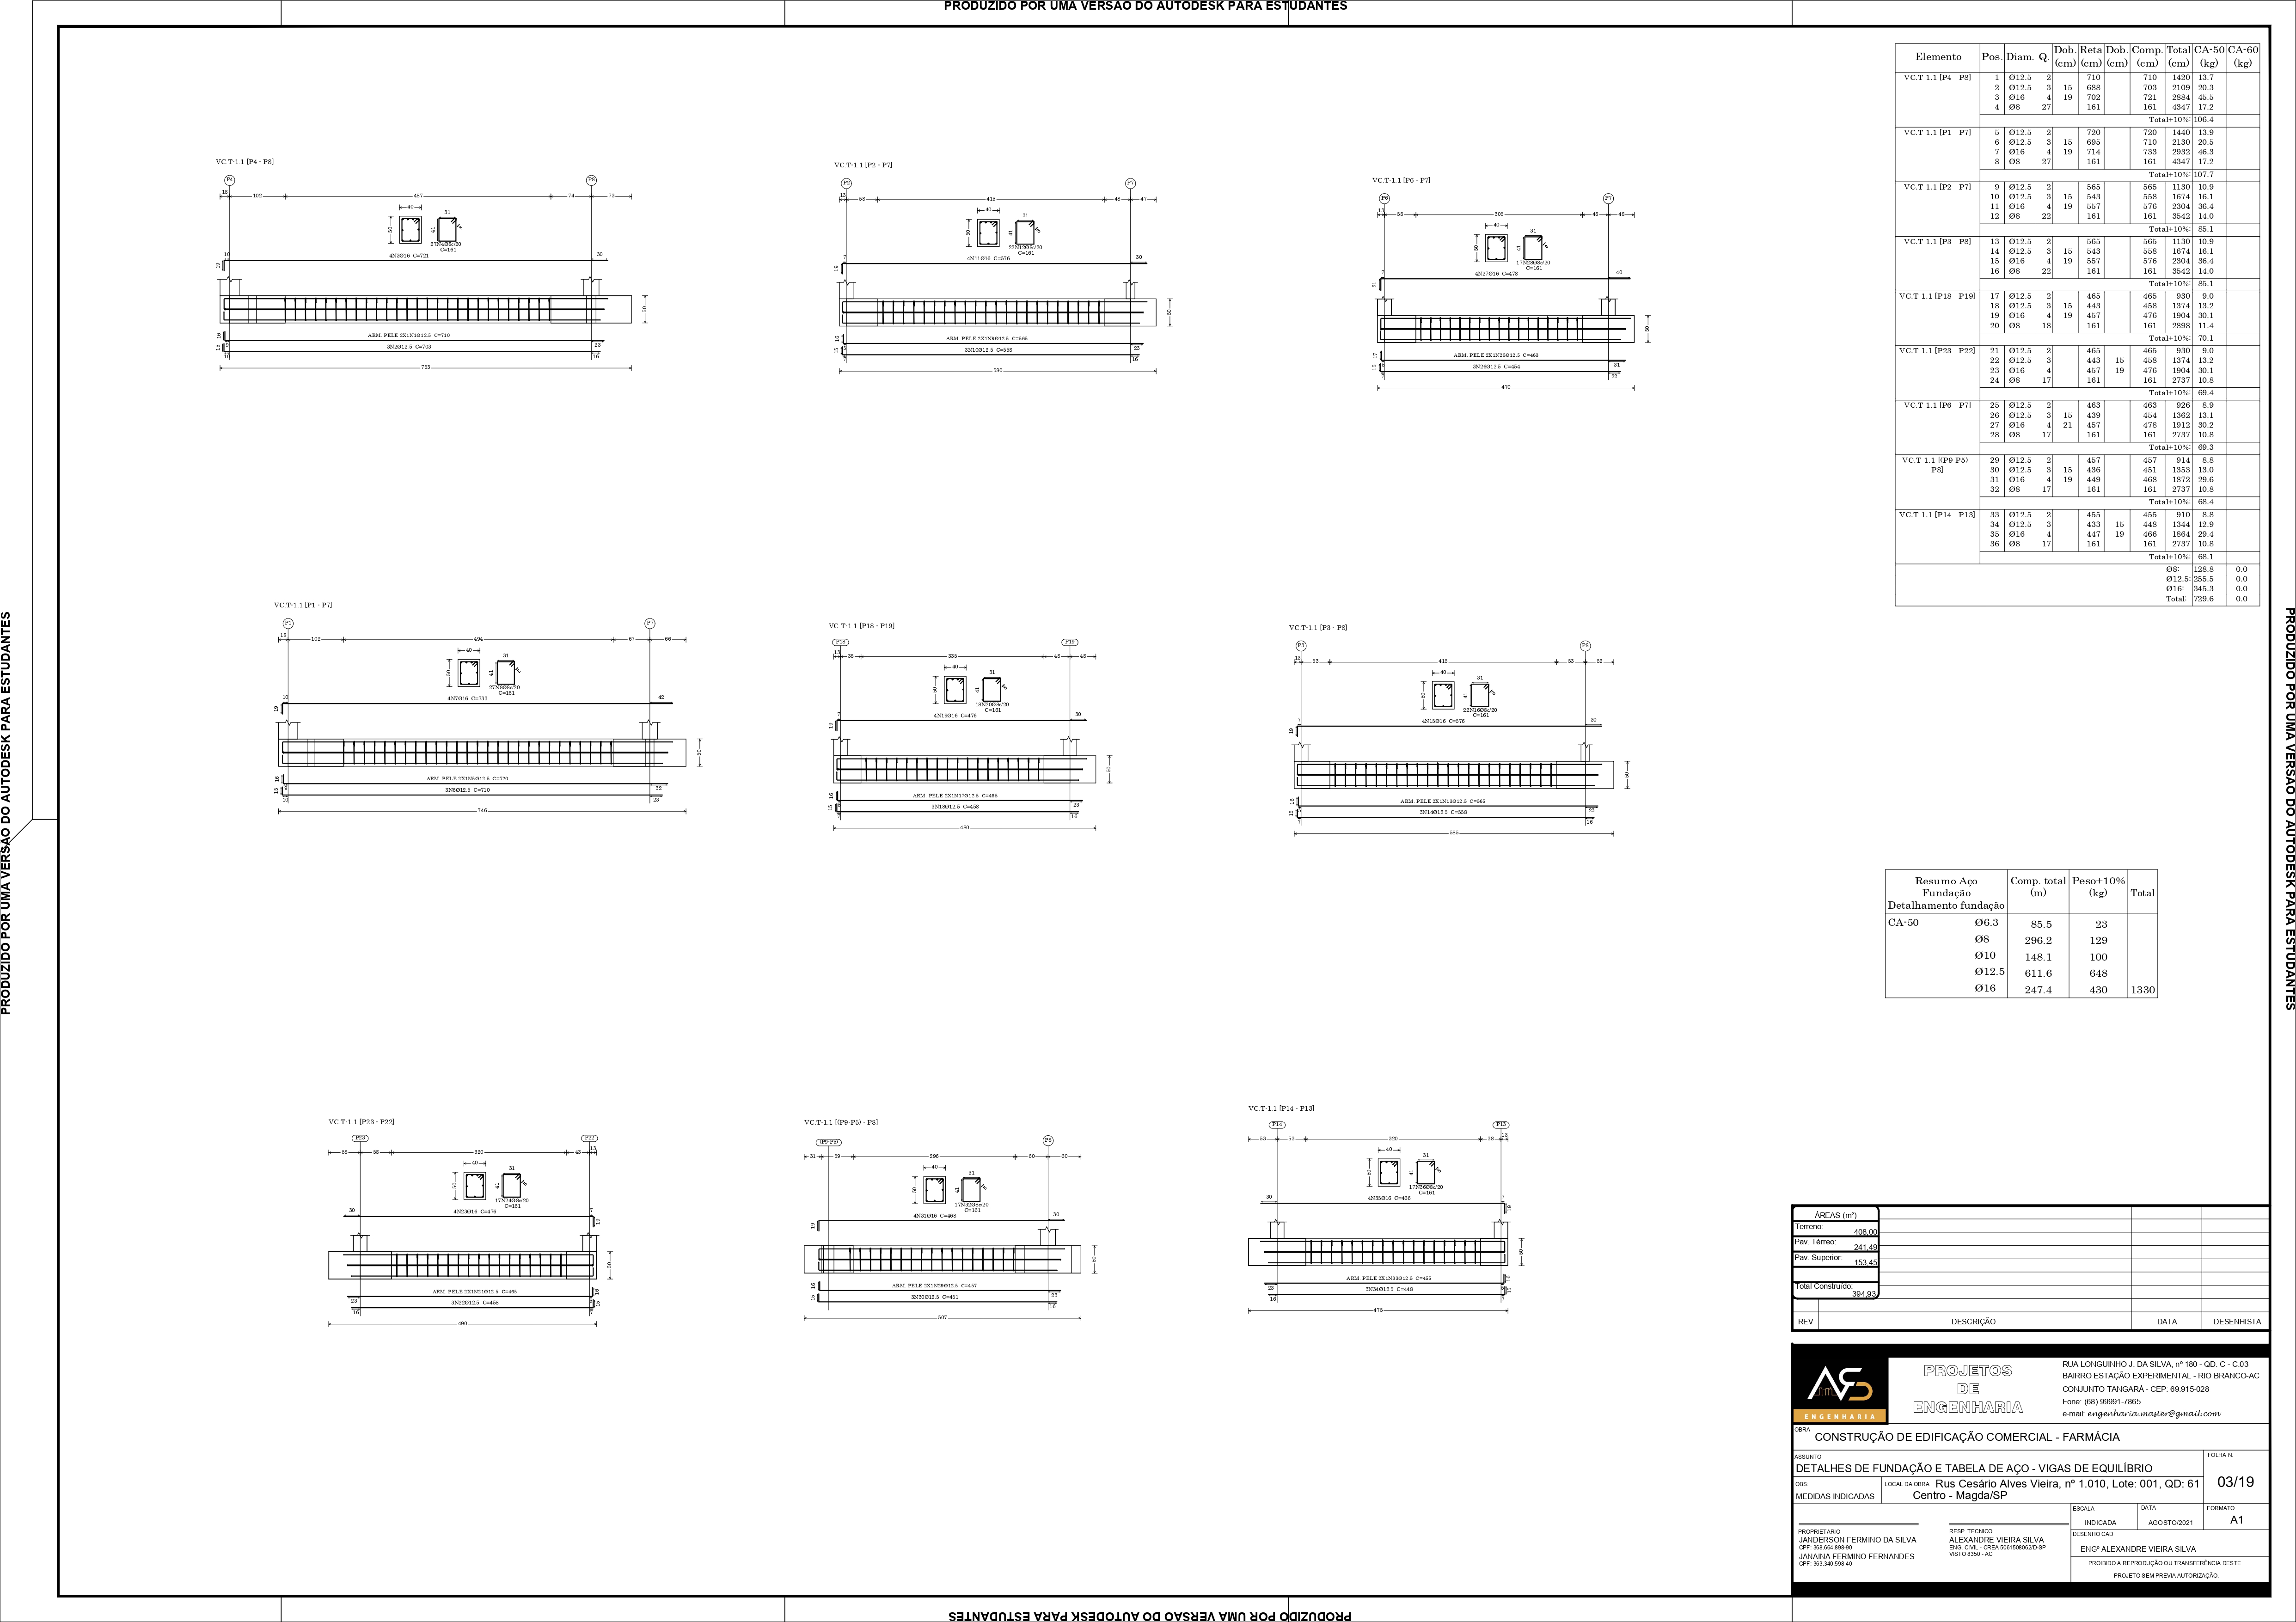 PRODUZIDO POR UMA VERSAO DO AUTODESK PARA ESTUDANTES
Elemento Pos. Diam. Q. Dob. (cm) Reta (cm) Dob. (cm) Comp. (cm) Total (cm) CA-50 (kg) CA-60 (kg)
VC.T 1.1 [P4 P8] 1 Ø12.5 2 710 710 1420 13.7
2 Ø12.5 3 15 688 703 2109 20.3
3 Ø16 4 19 702 721 2884 45.5
4 Ø8 27 161 161 4347 17.2
Total+10%: 106.4
VC.T 1.1 [P1 P7] 5 Ø12.5 2 720 720 1440 13.9
6 Ø12.5 3 15 695 710 2130 20.5
7 Ø16 4 19 714 733 2932 46.3
8 Ø8 27 161 161 4347 17.2
Total+10%: 107.7
VC.T 1.1 [P2 P7] 9 Ø12.5 2 565 565 1130 10.9
10 Ø12.5 3 15 543 558 1674 16.1
11 Ø16 4 19 557 576 2304 36.4
12 Ø8 22 161 161 3542 14.0
Total+10%: 85.1
VC.T 1.1 [P3 P8] 13 Ø12.5 2 565 565 1130 10.9
14 Ø12.5 3 15 543 558 1674 16.1
15 Ø16 4 19 557 576 2304 36.4
16 Ø8 22 161 161 3542 14.0
Total+10%: 85.1
VC.T 1.1 [P18 P19] 17 Ø12.5 2 465 465 930 9.0
18 Ø12.5 3 15 443 458 1374 13.2
19 Ø16 4 19 457 476 1904 30.1
20 Ø8 18 161 161 2898 11.4
Total+10%: 70.1
VC.T 1.1 [P23 P22] 21 Ø12.5 2 465 465 930 9.0
22 Ø12.5 3 443 15 458 1374 13.2
23 Ø16 4 457 19 476 1904 30.1
24 Ø8 17 161 161 2737 10.8
Total+10%: 69.4
VC.T 1.1 [P6 P7] 25 Ø12.5 2 463 463 926 8.9
26 Ø12.5 3 15 439 454 1362 13.1
27 Ø16 4 21 457 478 1912 30.2
28 Ø8 17 161 161 2737 10.8
Total+10%: 69.3
VC.T 1.1 [(P9 P5) P8] 29 Ø12.5 2 457 457 914 8.8
30 Ø12.5 3 15 436 451 1353 13.0
31 Ø16 4 19 449 468 1872 29.6
32 Ø8 17 161 161 2737 10.8
Total+10%: 68.4
VC.T 1.1 [P14 P13] 33 Ø12.5 2 455 455 910 8.8
34 Ø12.5 3 433 15 448 1344 12.9
35 Ø16 4 447 19 466 1864 29.4
36 Ø8 17 161 161 2737 10.8
Total+10%: 68.1
Ø8: 128.8 0.0
Ø12.5: 255.5 0.0
Ø16: 345.3 0.0
Total: 729.6 0.0
VC.T-1.1 [P4 - P8]
P4 P8
18 102 487 74 73
40 31
50 41
27N4Ø8c/20
C=161
10 4N3Ø16 C=721 30
19
50
16 ARM. PELE 2X1N1Ø12.5 C=710 23
15 3N2Ø12.5 C=703
10 16
753
VC.T-1.1 [P2 - P7]
P2 P7
13 58 415 48 47
40 31
50 41
22N12Ø8c/20
C=161
7 4N11Ø16 C=576 30
19
50
16 ARM. PELE 2X1N9Ø12.5 C=565 23
15 3N10Ø12.5 C=558 16
580
VC.T-1.1 [P6 - P7]
P6 P7
13 58 305 48 48
40 31
50 41
17N28Ø8c/20
C=161
7 4N27Ø16 C=478 40
21
50
17 ARM. PELE 2X1N25Ø12.5 C=463 31
15 3N26Ø12.5 C=454 22
470
VC.T-1.1 [P1 - P7]
P1 P7
18 102 494 67 66
40 31
50 41
27N8Ø8c/20
C=161
10 4N7Ø16 C=733 42
19
50
16 ARM. PELE 2X1N5Ø12.5 C=720 32
15 3N6Ø12.5 C=710
10 23
746
VC.T-1.1 [P18 - P19]
P18 P19
13 38 335 48 48
40 31
50 41
18N20Ø8c/20
C=161
7 4N19Ø16 C=476 30
19
50
16 ARM. PELE 2X1N17Ø12.5 C=465 23
15 3N18Ø12.5 C=458 16
480
VC.T-1.1 [P3 - P8]
P3 P8
13 53 415 53 52
40 31
50 41
22N16Ø8c/20
C=161
7 4N15Ø16 C=576 30
19
50
16 ARM. PELE 2X1N13Ø12.5 C=565 23
15 3N14Ø12.5 C=558 16
585
Resumo Aço Fundação Detalhamento fundação Comp. total (m) Peso+10% (kg) Total
CA-50 Ø6.3 85.5 23
Ø8 296.2 129
Ø10 148.1 100
Ø12.5 611.6 648
Ø16 247.4 430 1330
VC.T-1.1 [P23 - P22]
P23 P22
58 58 320 43 13
40 31
50 41
17N24Ø8c/20
C=161
30 4N23Ø16 C=476 7
19
50
23 ARM. PELE 2X1N21Ø12.5 C=465 16
16 3N22Ø12.5 C=458 15
490
VC.T-1.1 [(P9-P5) - P8]
(P9-P5) P8
31 59 296 60 60
40 31
50 41
17N32Ø8c/20
C=161
4N31Ø16 C=468 30
19
50
16 ARM. PELE 2X1N29Ø12.5 C=457 23
15 3N30Ø12.5 C=451 16
507
VC.T-1.1 [P14 - P13]
P14 P13
53 53 320 38 13
40 31
50 41
17N36Ø8c/20
C=161
30 4N35Ø16 C=466 7
19
50
23 ARM. PELE 2X1N33Ø12.5 C=455 16
16 3N34Ø12.5 C=448 15
475
ÁREAS (m²)
Terreno: 408,00
Pav. Térreo: 241,49
Pav. Superior: 153,45
Total Construído: 394,93
REV DESCRIÇÃO DATA DESENHISTA
AFD
ENGENHARIA
PROJETOS
DE
ENGENHARIA
RUA LONGUINHO J. DA SILVA, nº 180 - QD. C - C.03
BAIRRO ESTAÇÃO EXPERIMENTAL - RIO BRANCO-AC
CONJUNTO TANGARÁ - CEP: 69.915-028
Fone: (68) 99991-7865
e-mail: engenharia.master@gmail.com
OBRA
CONSTRUÇÃO DE EDIFICAÇÃO COMERCIAL - FARMÁCIA
ASSUNTO
DETALHES DE FUNDAÇÃO E TABELA DE AÇO - VIGAS DE EQUILÍBRIO
FOLHA N.
03/19
OBS:
MEDIDAS INDICADAS
LOCAL DA OBRA Rus Cesário Alves Vieira, nº 1.010, Lote: 001, QD: 61
Centro - Magda/SP
ESCALA
INDICADA
DATA
AGOSTO/2021
FORMATO
A1
PROPRIETARIO
JANDERSON FERMINO DA SILVA
CPF: 368.664.898-90
JANAINA FERMINO FERNANDES
CPF: 363.340.598-40
RESP. TECNICO
ALEXANDRE VIEIRA SILVA
ENG. CIVIL - CREA 5061508062/D-SP
VISTO 8350 - AC
DESENHO CAD
ENGº ALEXANDRE VIEIRA SILVA
PROIBIDO A REPRODUÇÃO OU TRANSFERÊNCIA DESTE
PROJETO SEM PREVIA AUTORIZAÇÃO.
PRODUZIDO POR UMA VERSAO DO AUTODESK PARA ESTUDANTES
PRODUZIDO POR UMA VERSAO DO AUTODESK PARA ESTUDANTES
PRODUZIDO POR UMA VERSAO DO AUTODESK PARA ESTUDANTES